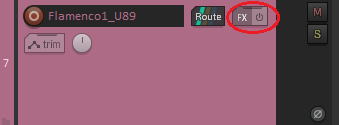 Flamenco1_U89 Route FX M
trim S
7